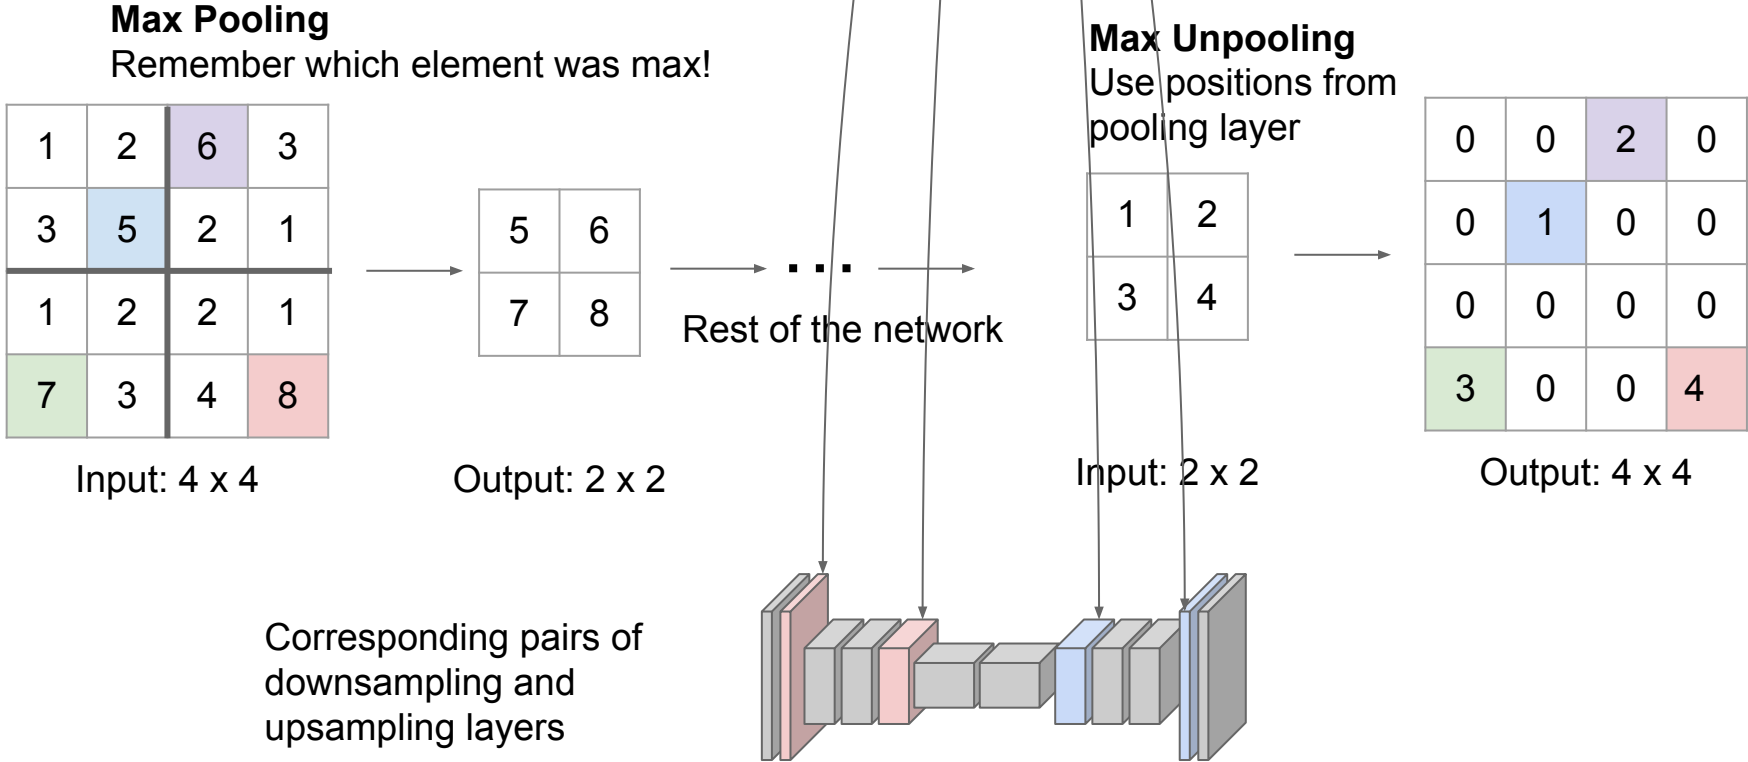 Max Pooling
Remember which element was max!
1 2 6 3
3 5 2 1
1 2 2 1
7 3 4 8
Input: 4 x 4
5 6
7 8
Output: 2 x 2
...
Rest of the network
Max Unpooling
Use positions from
pooling layer
1 2
3 4
Input: 2 x 2
0 0 2 0
0 1 0 0
0 0 0 0
3 0 0 4
Output: 4 x 4
Corresponding pairs of
downsampling and
upsampling layers